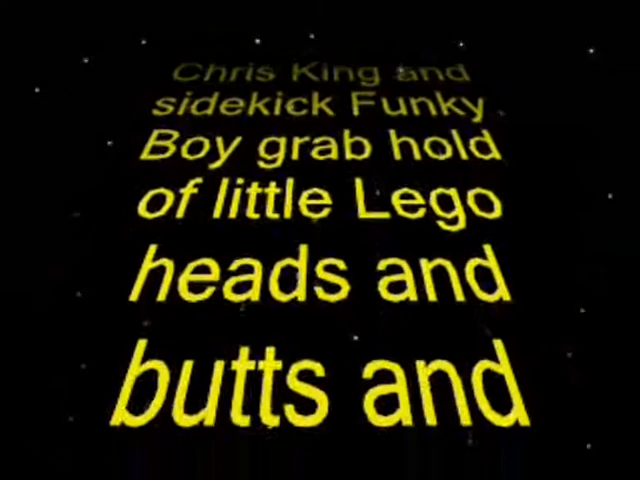 Chris King and
sidekick Funky
Boy grab hold
of little Lego
heads and
butts and